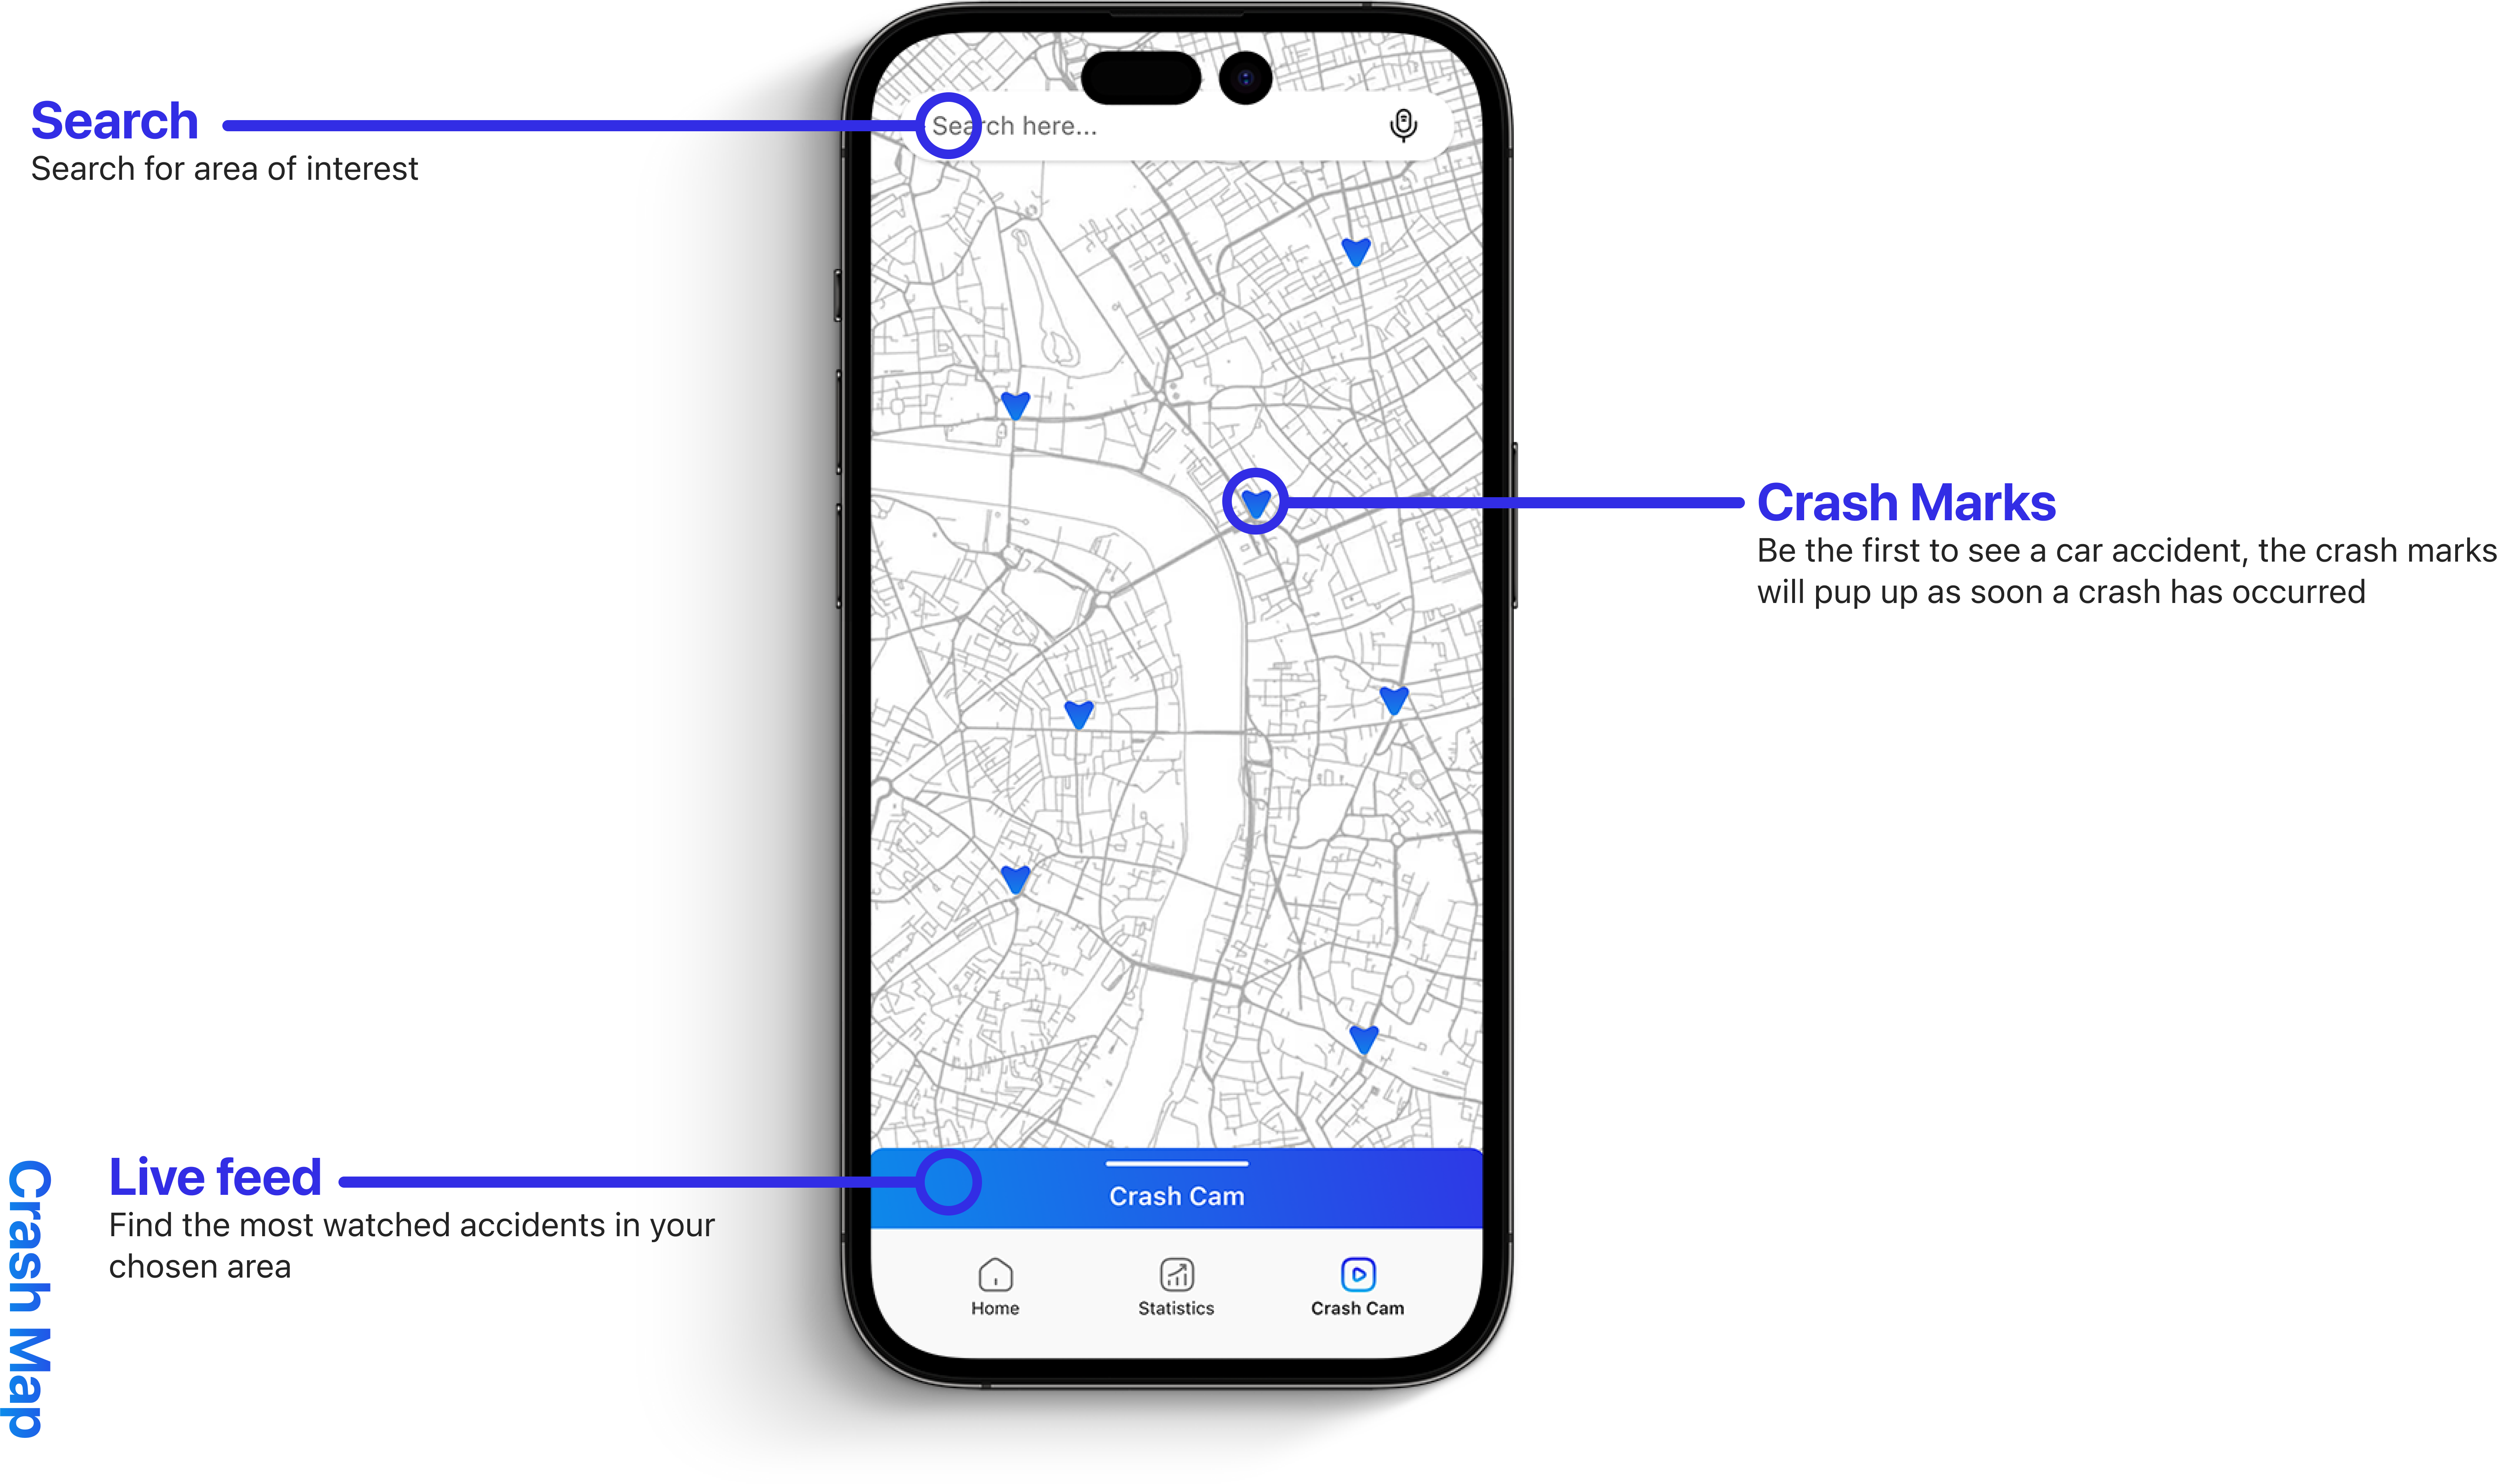 Search
Search for area of interest
Search here...
Crash Marks
Be the first to see a car accident, the crash marks
will pup up as soon a crash has occurred
Live feed
Find the most watched accidents in your
chosen area
Crash Cam
Home
Statistics
Crash Cam
Crash Map